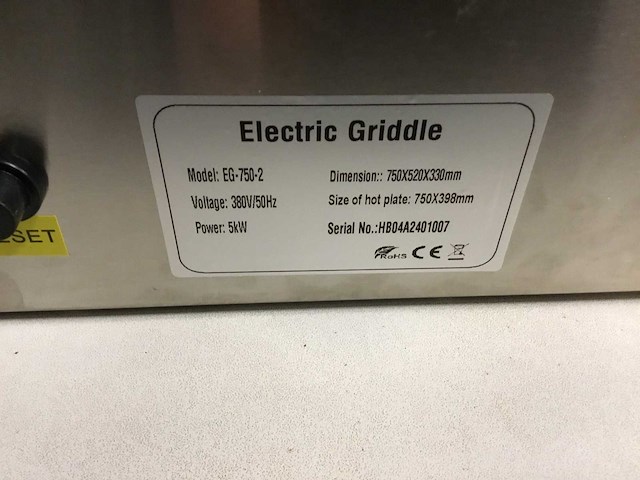 Electric Griddle
Model: EG-750-2
Voltage: 380V/50Hz
Power: 5kW
Dimension:: 750X520X330mm
Size of hot plate: 750X398mm
Serial No.:HB04A2401007
RoHS CE